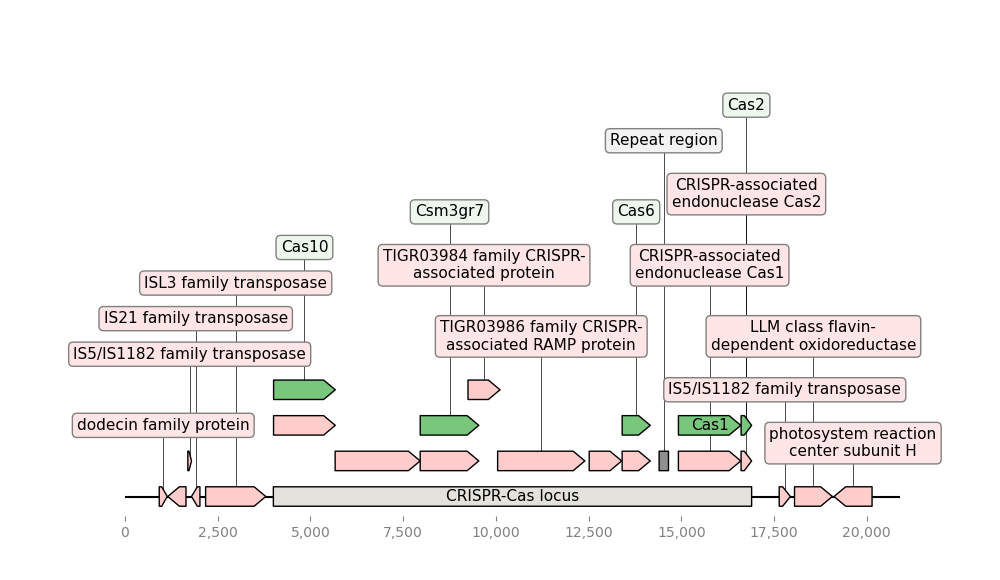 Cas2
Repeat region
CRISPR-associated
endonuclease Cas2
Csm3gr7
Cas6
Cas10
TIGR03984 family CRISPR-
associated protein
CRISPR-associated
endonuclease Cas1
ISL3 family transposase
IS21 family transposase
TIGR03986 family CRISPR-
associated RAMP protein
LLM class flavin-
dependent oxidoreductase
IS5/IS1182 family transposase
IS5/IS1182 family transposase
dodecin family protein
Cas1
photosystem reaction
center subunit H
CRISPR-Cas locus
0 2,500 5,000 7,500 10,000 12,500 15,000 17,500 20,000